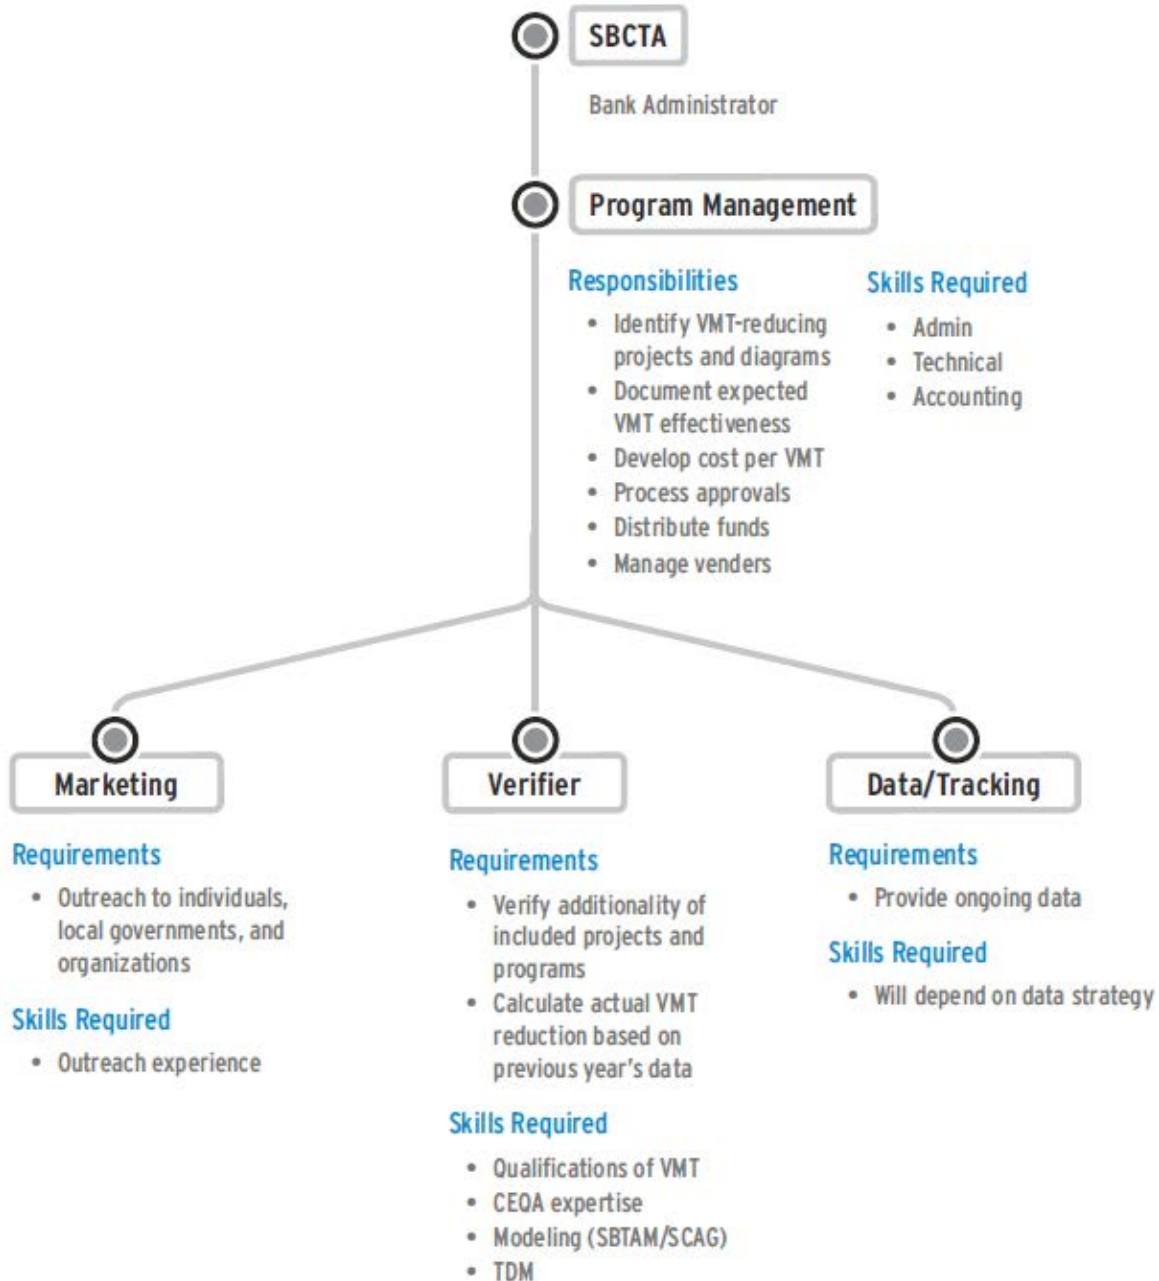 SBCTA
Bank Administrator
Program Management
Responsibilities
• Identify VMT-reducing
projects and diagrams
• Document expected
VMT effectiveness
• Develop cost per VMT
• Process approvals
• Distribute funds
• Manage venders
Skills Required
• Admin
• Technical
• Accounting
Marketing
Requirements
• Outreach to individuals,
local governments, and
organizations
Skills Required
• Outreach experience
Verifier
Requirements
• Verify additionality of
included projects and
programs
• Calculate actual VMT
reduction based on
previous year's data
Skills Required
• Qualifications of VMT
• CEQA expertise
• Modeling (SBTAM/SCAG)
• TDM
Data/Tracking
Requirements
• Provide ongoing data
Skills Required
• Will depend on data strategy